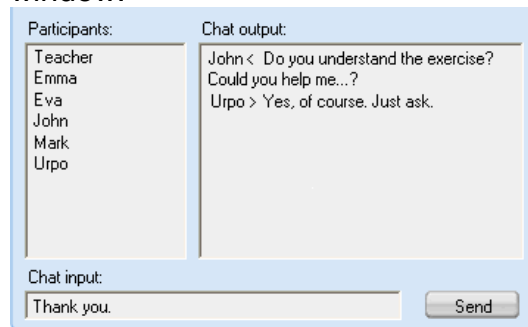 Participants:
Teacher
Emma
Eva
John
Mark
Urpo
Chat output:
John < Do you understand the exercise?
Could you help me...?
Urpo > Yes, of course. Just ask.
Chat input:
Thank you.
Send